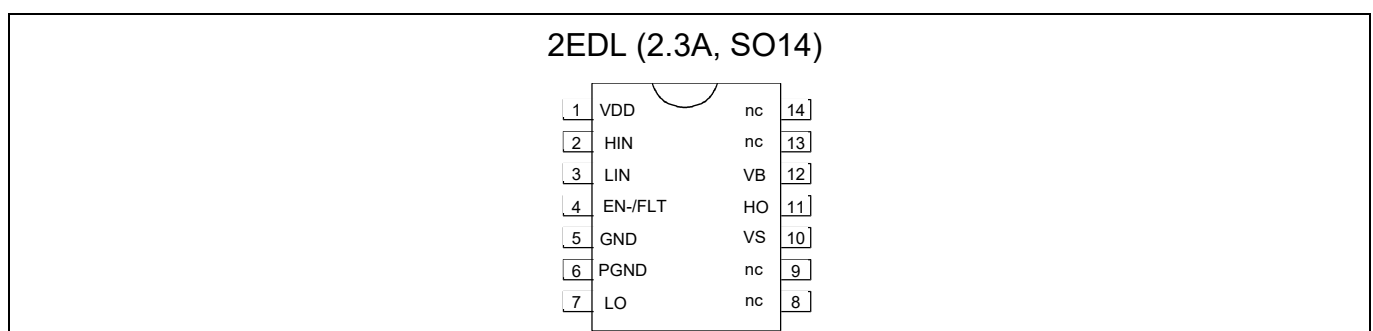 2EDL (2.3A, SO14)
1 VDD nc 14
2 HIN nc 13
3 LIN VB 12
4 EN-/FLT HO 11
5 GND VS 10
6 PGND nc 9
7 LO nc 8